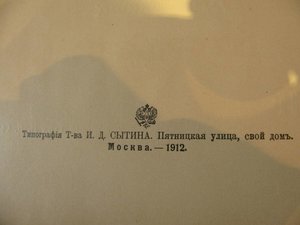 Типографія Т-ва И. Д. СЫТИНА. Пятницкая улица, свой домъ.
Москва.—1912.